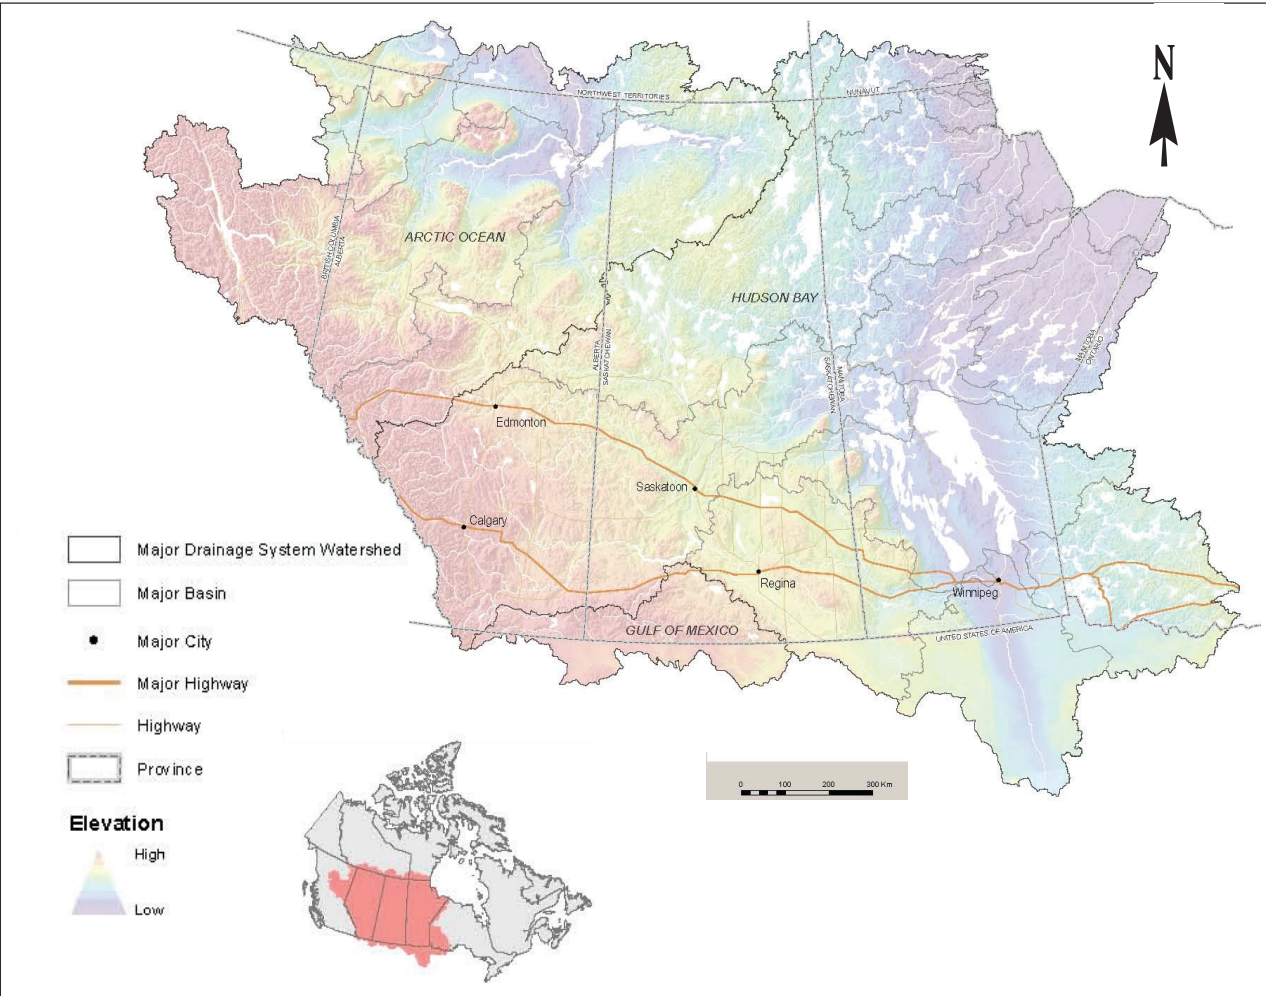 N
NORTHWEST TERRITORIES
NUNAVUT
BRITISH COLUMBIA
ALBERTA
ARCTIC OCEAN
HUDSON BAY
ALBERTA
SASKATCHEWAN
SASKATCHEWAN
MANITOBA
MANITOBA
ONTARIO
Edmonton
Saskatoon
Calgary
Regina
Winnipeg
GULF OF MEXICO
UNITED STATES OF AMERICA
Major Drainage System Watershed
Major Basin
Major City
Major Highway
Highway
Province
Elevation
High
Low
0 100 200 300 Km